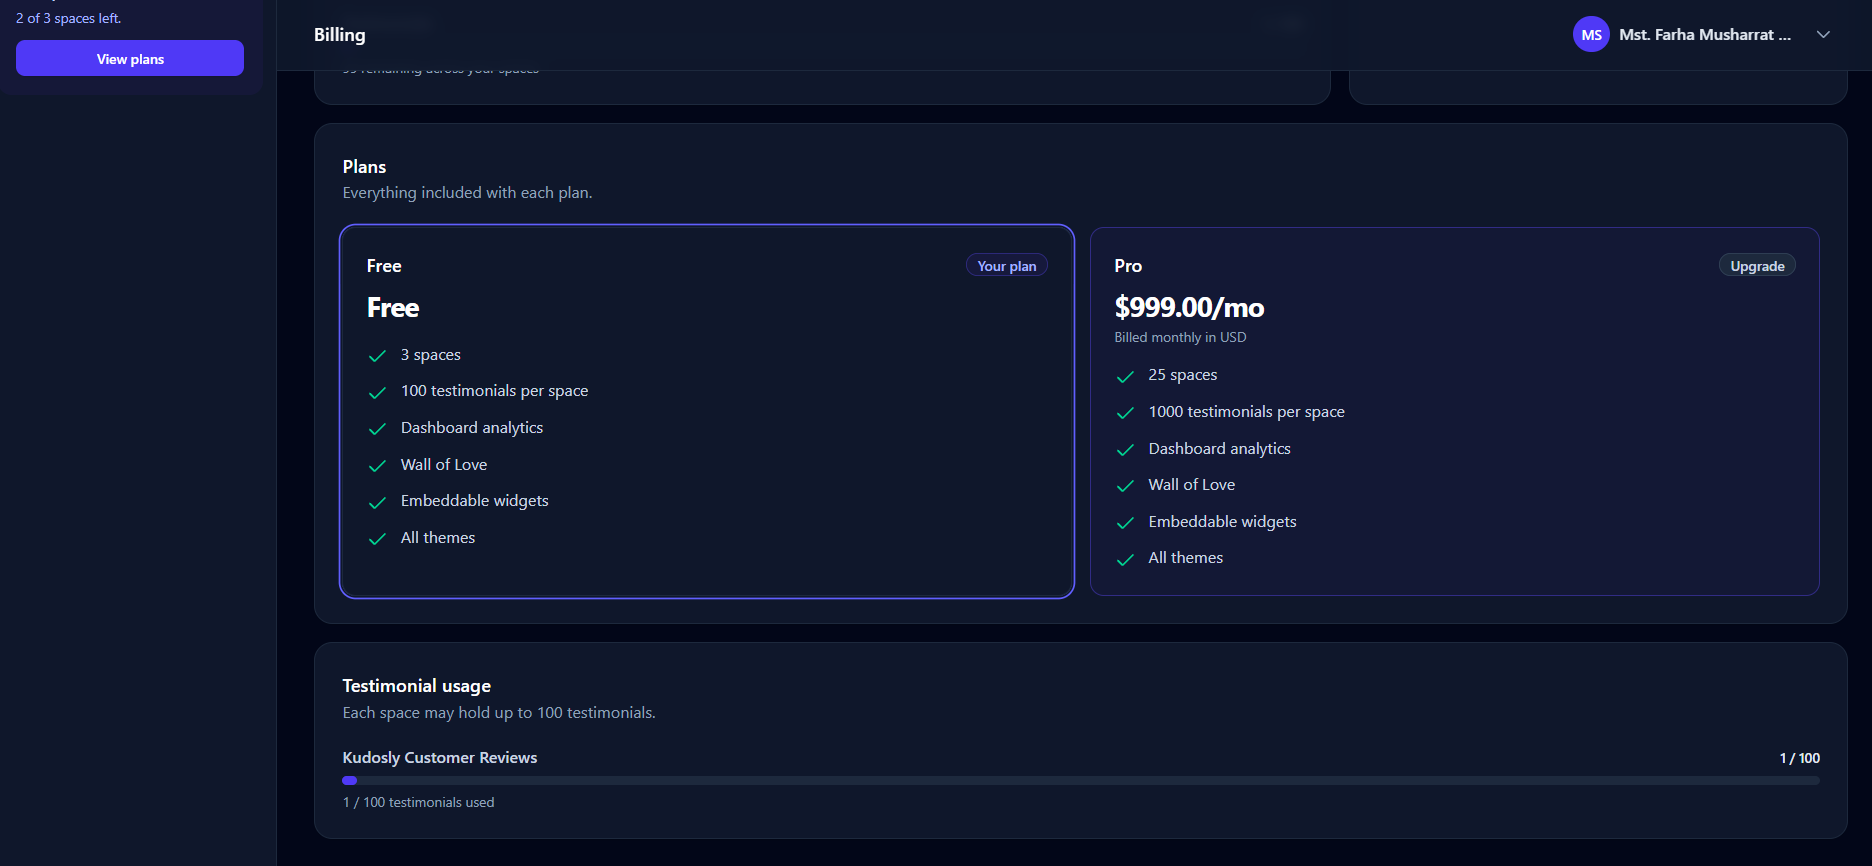 2 of 3 spaces left.
View plans
Billing
MS
Mst. Farha Musharrat ...
remaining across your spaces
Plans
Everything included with each plan.
Free
Your plan
Free
3 spaces
100 testimonials per space
Dashboard analytics
Wall of Love
Embeddable widgets
All themes
Pro
Upgrade
$999.00/mo
Billed monthly in USD
25 spaces
1000 testimonials per space
Dashboard analytics
Wall of Love
Embeddable widgets
All themes
Testimonial usage
Each space may hold up to 100 testimonials.
Kudosly Customer Reviews
1 / 100
1 / 100 testimonials used